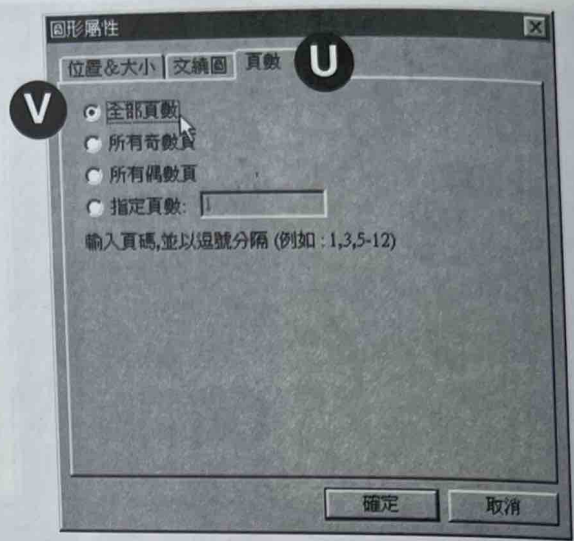 圖形屬性
位置&大小 文繞圖 頁數 U
V 全部頁數
所有奇數頁
所有偶數頁
指定頁數: 1
輸入頁碼,並以逗號分隔 (例如 : 1,3,5-12)
確定 取消